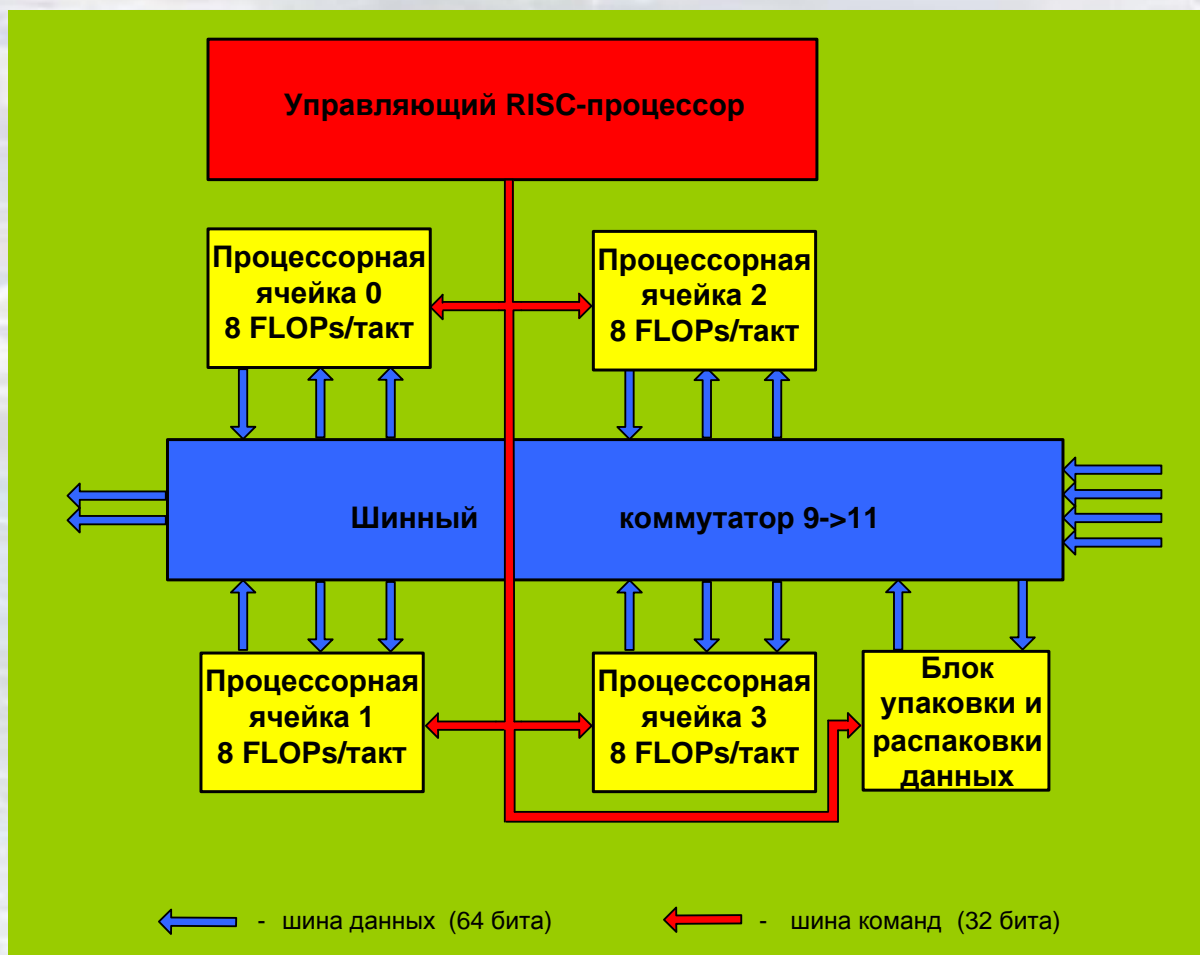 Управляющий RISC-процессор
Процессорная
ячейка 0
8 FLOPs/такт
Процессорная
ячейка 2
8 FLOPs/такт
Шинный коммутатор 9->11
Процессорная
ячейка 1
8 FLOPs/такт
Процессорная
ячейка 3
8 FLOPs/такт
Блок
упаковки и
распаковки
данных
- шина данных (64 бита)
- шина команд (32 бита)